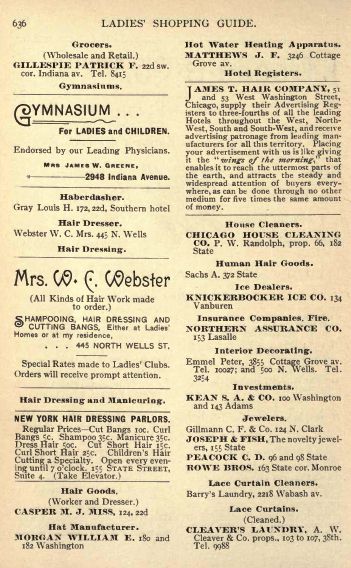 636
LADIES' SHOPPING GUIDE.
Grocers.
(Wholesale and Retail.)
GILLESPIE PATRICK F. 22d sw.
cor. Indiana av. Tel. 8415
Gymnasiums.
GYMNASIUM . . .
For LADIES and CHILDREN.
Endorsed by our Leading Physicians.
MRS JAMES W. GREENE,
2948 Indiana Avenue.
Haberdasher.
Gray Louis H. 172, 22d, Southern hotel
Hair Dresser.
Webster W. C. Mrs. 445 N. Wells
Hair Dressing.
Mrs. W. C. Webster
(All Kinds of Hair Work made
to order.)
SHAMPOOING, HAIR DRESSING AND
CUTTING BANGS, Either at Ladies'
Homes or at my residence,
. . . 445 NORTH WELLS ST.
Special Rates made to Ladies' Clubs.
Orders will receive prompt attention.
Hair Dressing and Manicuring.
NEW YORK HAIR DRESSING PARLORS.
Regular Prices—Cut Bangs 10c. Curl
Bangs 5c. Shampoo 35c. Manicure 35c.
Dress Hair 50c. Cut Short Hair 15c.
Curl Short Hair 25c. Children's Hair
Cutting a Specialty. Open every even-
ing until 7 o'clock. 155 STATE STREET,
Suite 4. (Take Elevator.)
Hair Goods.
(Worker and Dresser.)
CASPER M. J. MISS, 124, 22d
Hat Manufacturer.
MORGAN WILLIAM E. 180 and
182 Washington
Hot Water Heating Apparatus.
MATTHEWS J. F. 3246 Cottage
Grove av.
Hotel Registers.
JAMES T. HAIR COMPANY, 51
and 53 West Washington Street,
Chicago, supply their Advertising Reg-
isters to three-fourths of all the leading
Hotels throughout the West, North-
West, South and South-West, and receive
advertising patronage from leading man-
ufacturers for all this territory. Placing
your advertisement with us is like giving
it the "wings of the morning," that
enables it to reach the uttermost parts of
the earth, and attracts the steady and
widespread attention of buyers every-
where, as can be done through no other
medium for five times the same amount
of money.
House Cleaners.
CHICAGO HOUSE CLEANING
CO. P. W. Randolph, prop. 66, 182
State
Human Hair Goods.
Sachs A. 372 State
Ice Dealers.
KNICKERBOCKER ICE CO. 134
Vanburen
Insurance Companies, Fire.
NORTHERN ASSURANCE CO.
153 Lasalle
Interior Decorating.
Emmel Peter, 3855 Cottage Grove av.
Tel. 10027; and 500 N. Wells. Tel.
3254
Investments.
KEAN S. A. & CO. 100 Washington
and 143 Adams
Jewelers.
Gillmann C. F. & Co. 124 N. Clark
JOSEPH & FISH, The novelty jewel-
ers, 155 State
PEACOCK C. D. 96 and 98 State
ROWE BROS. 163 State cor. Monroe
Lace Curtain Cleaners.
Barry's Laundry, 2218 Wabash av.
Lace Curtains.
(Cleaned.)
CLEAVER'S LAUNDRY, A. W.
Cleaver & Co. props., 103 to 107, 38th.
Tel. 9988